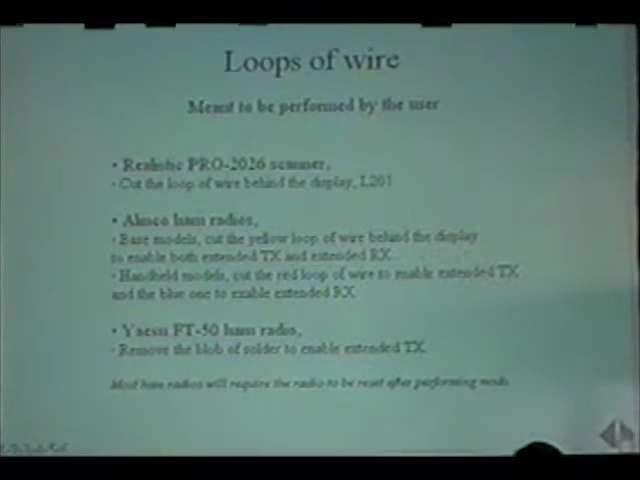 Loops of wire
Meant to be performed by the user
• Realistic PRO-2026 scanner,
• Cut the loop of wire behind the display, L201
• Alinco ham radios,
• Base models, cut the yellow loop of wire behind the display
to enable both extended TX and extended RX
• Handheld models, cut the red loop of wire to enable extended TX
and the blue one to enable extended RX
• Yaesu FT-50 ham radio,
• Remove the blob of solder to enable extended TX
Most ham radios will require the radio to be reset after performing mods